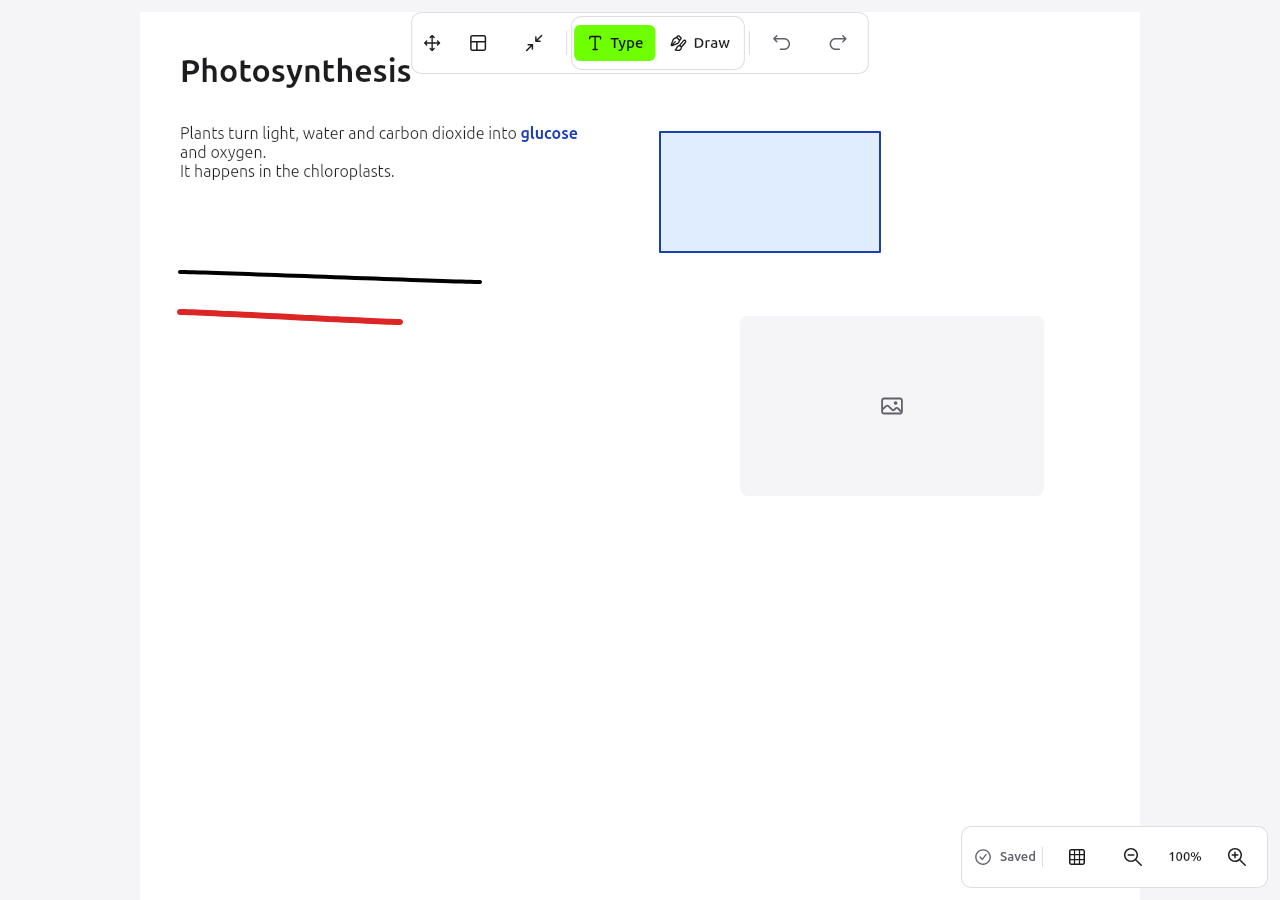 Type
Draw
Photosynthesis
Plants turn light, water and carbon dioxide into glucose
and oxygen.
It happens in the chloroplasts.
Saved
100%